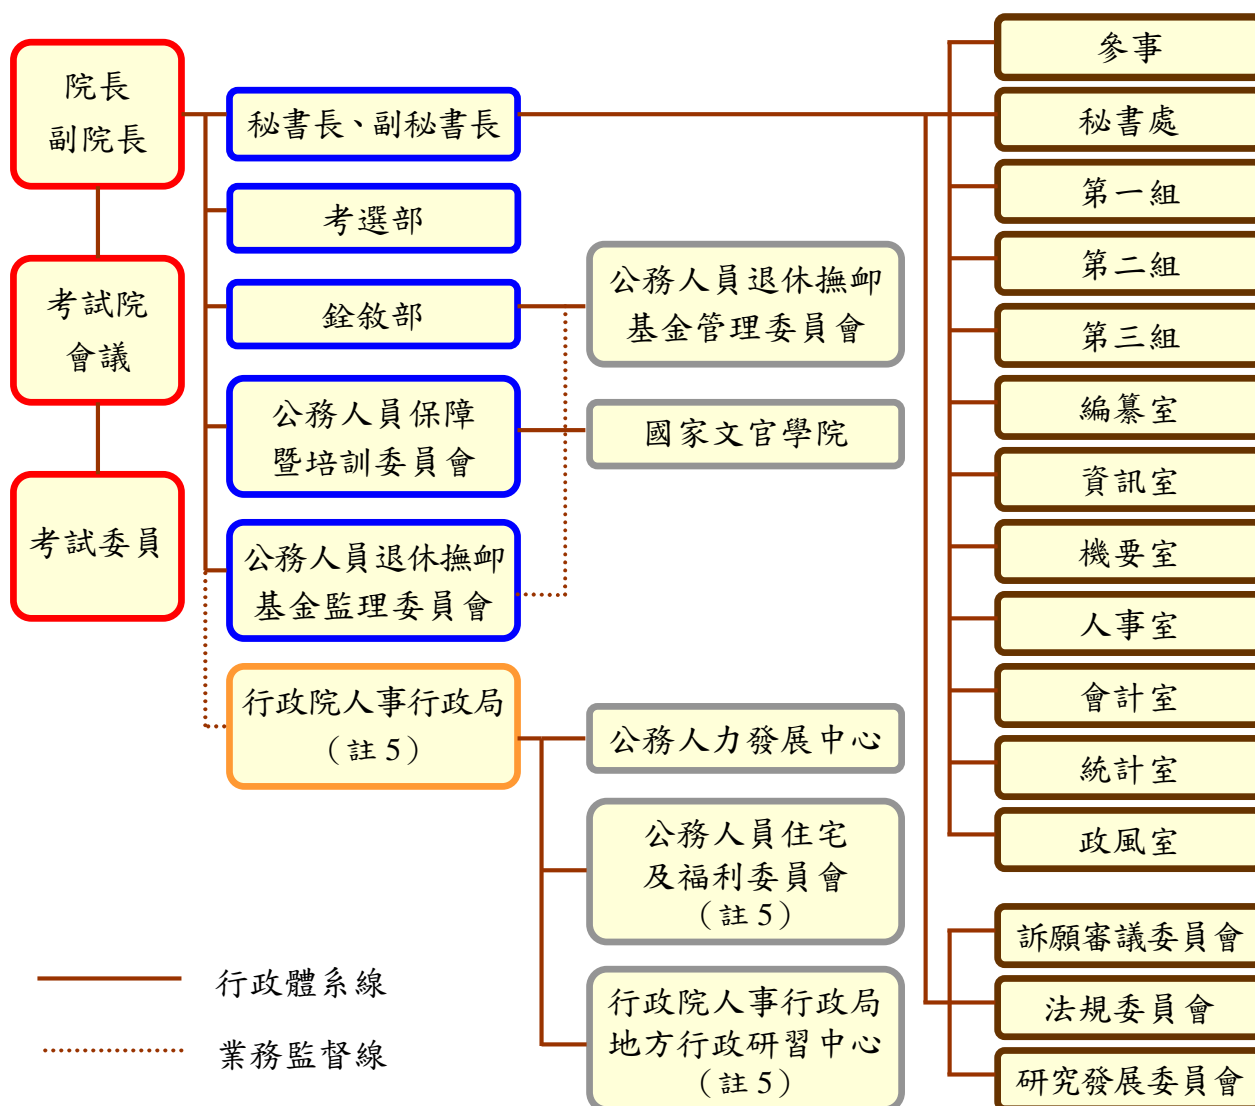 院長
副院長
考試院
會議
考試委員
秘書長、副秘書長
考選部
銓敘部
公務人員保障
暨培訓委員會
公務人員退休撫卹
基金監理委員會
行政院人事行政局
（註 5）
公務人員退休撫卹
基金管理委員會
國家文官學院
公務人力發展中心
公務人員住宅
及福利委員會
（註 5）
行政院人事行政局
地方行政研習中心
（註 5）
參事
秘書處
第一組
第二組
第三組
編纂室
資訊室
機要室
人事室
會計室
統計室
政風室
訴願審議委員會
法規委員會
研究發展委員會
行政體系線
業務監督線